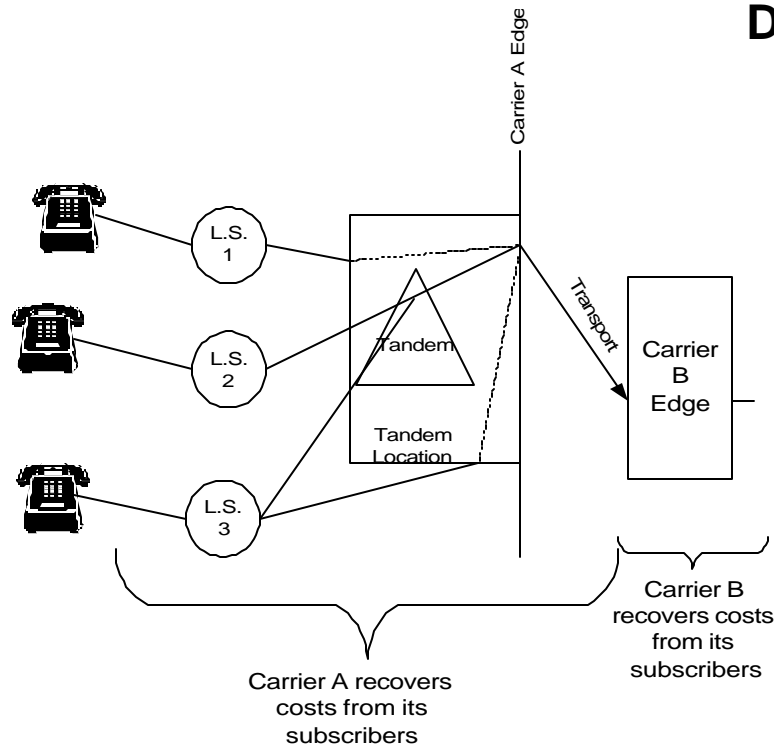 D
Carrier A Edge
L.S.
1
L.S.
2
L.S.
3
Tandem
Tandem
Location
Transport
Carrier
B
Edge
Carrier A recovers
costs from its
subscribers
Carrier B
recovers costs
from its
subscribers